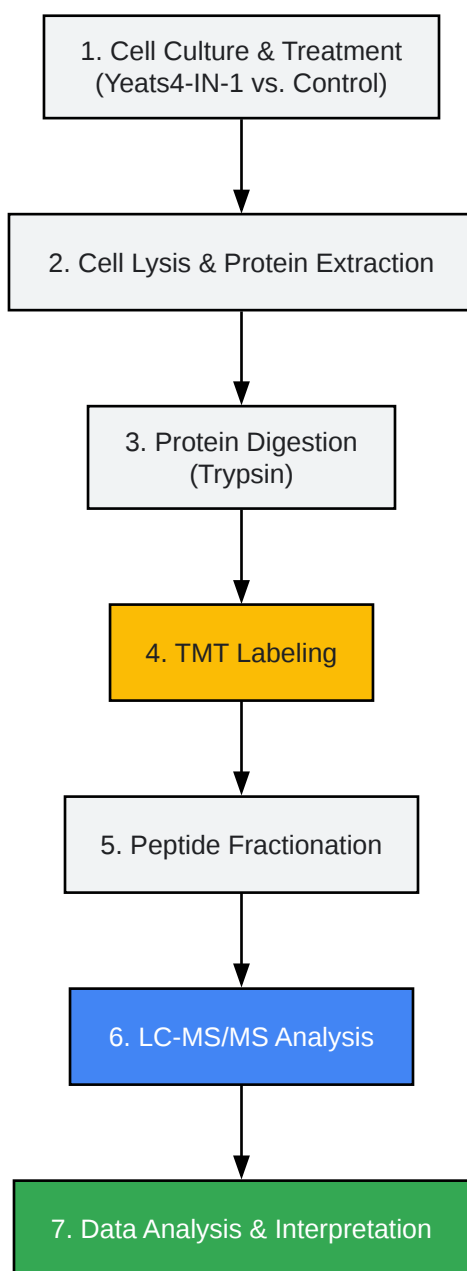 1. Cell Culture & Treatment
(Yeats4-IN-1 vs. Control)
2. Cell Lysis & Protein Extraction
3. Protein Digestion
(Trypsin)
4. TMT Labeling
5. Peptide Fractionation
6. LC-MS/MS Analysis
7. Data Analysis & Interpretation